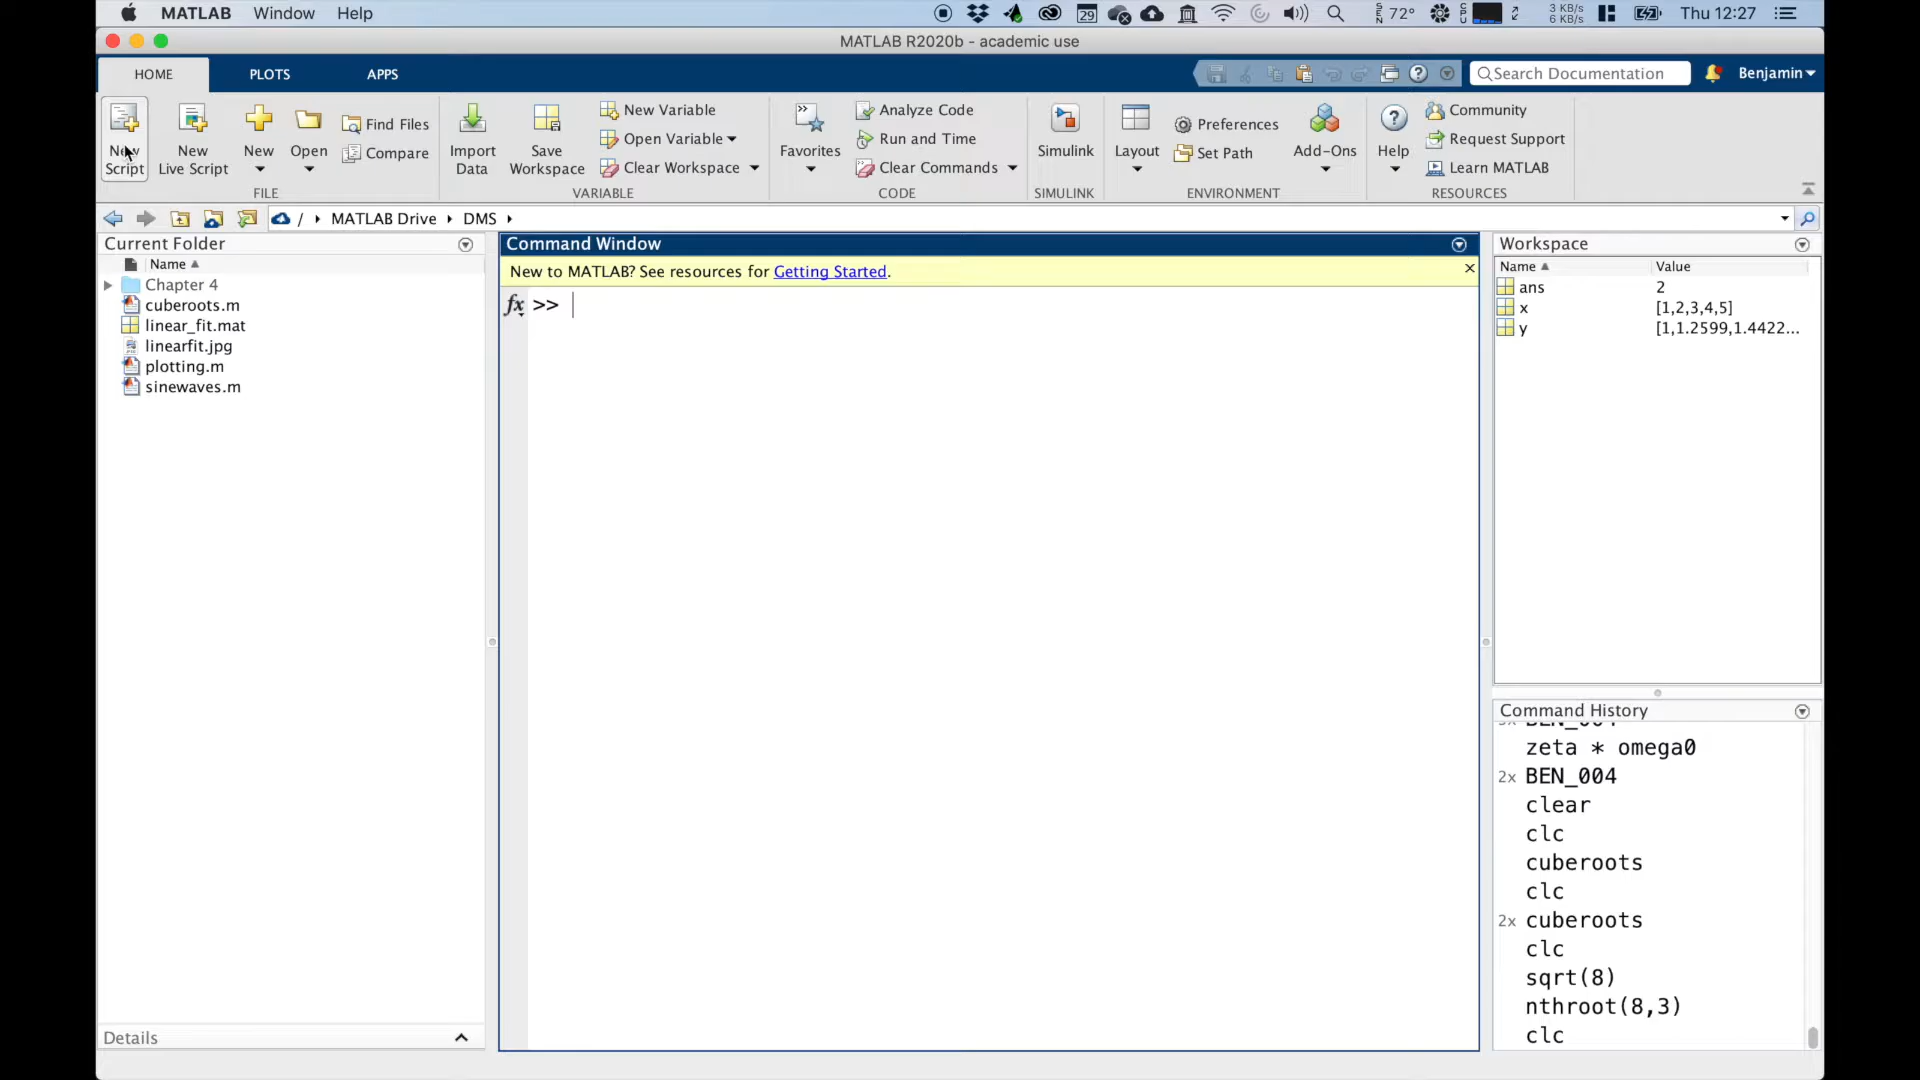 MATLAB Window Help
29 72° 3 KB/s 6 KB/s Thu 12:27
MATLAB R2020b - academic use
HOME PLOTS APPS
Search Documentation Benjamin
New Script
New Live Script
New
Open
Find Files
Compare
FILE
Import Data
Save Workspace
New Variable
Open Variable
Clear Workspace
VARIABLE
Favorites
Analyze Code
Run and Time
Clear Commands
CODE
Simulink
SIMULINK
Layout
Preferences
Set Path
Add-Ons
ENVIRONMENT
Help
Community
Request Support
Learn MATLAB
RESOURCES
/ MATLAB Drive DMS
Current Folder
Name
Chapter 4
cuberoots.m
linear_fit.mat
linearfit.jpg
plotting.m
sinewaves.m
Details
Command Window
New to MATLAB? See resources for Getting Started.
fx >>
Workspace
Name Value
ans 2
x [1,2,3,4,5]
y [1,1.2599,1.4422...
Command History
zeta * omega0
2x BEN_004
clear
clc
cuberoots
clc
2x cuberoots
clc
sqrt(8)
nthroot(8,3)
clc